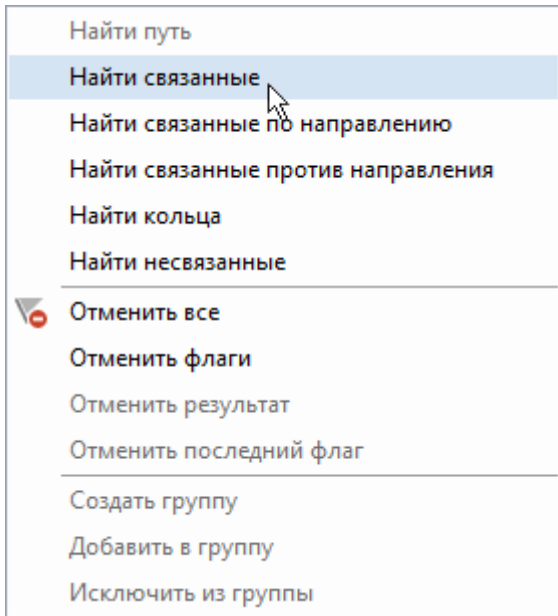 Найти путь
Найти связанные
Найти связанные по направлению
Найти связанные против направления
Найти кольца
Найти несвязанные
Отменить все
Отменить флаги
Отменить результат
Отменить последний флаг
Создать группу
Добавить в группу
Исключить из группы